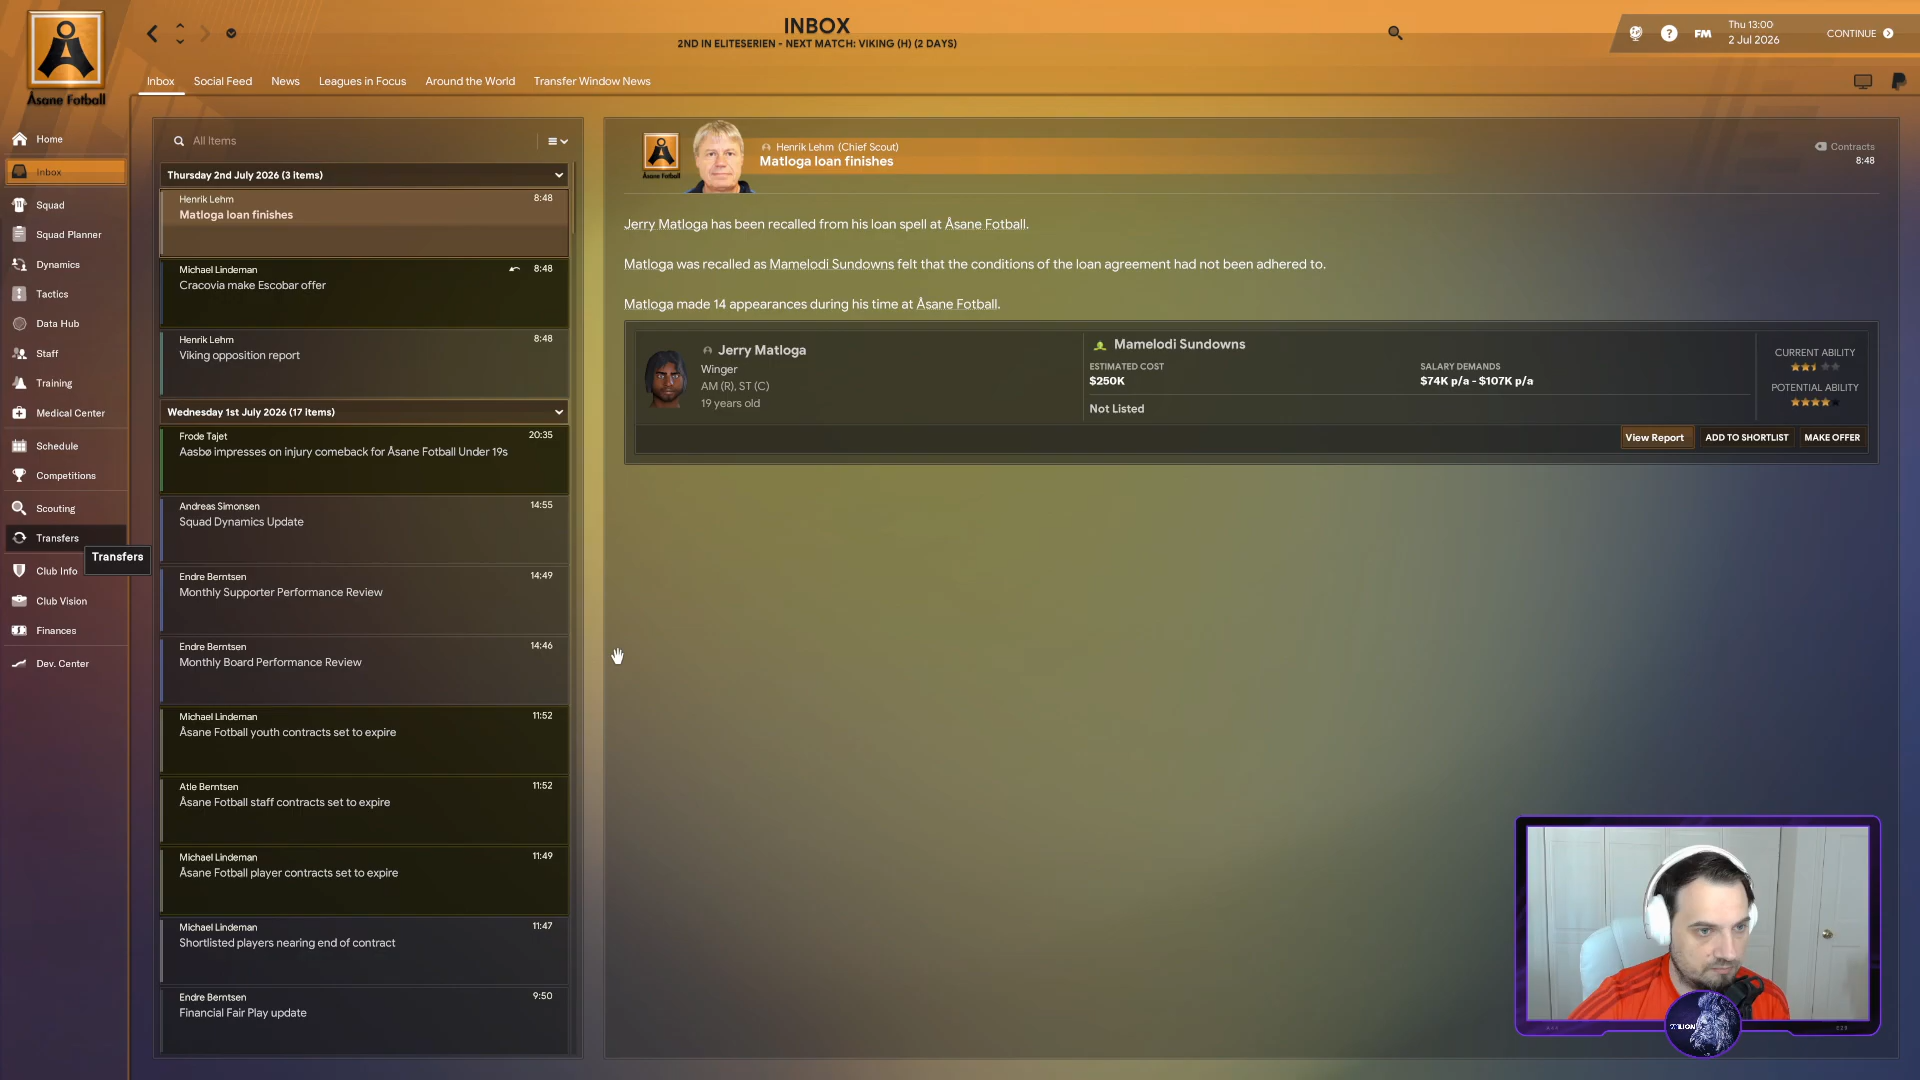 INBOX
2ND IN ELITESERIEN - NEXT MATCH: VIKING (H) (2 DAYS)
FM
Thu 13:00
2 Jul 2026
CONTINUE
Åsane Fotball
Inbox
Social Feed
News
Leagues in Focus
Around the World
Transfer Window News
Home
Inbox
Squad
Squad Planner
Dynamics
Tactics
Data Hub
Staff
Training
Medical Center
Schedule
Competitions
Scouting
Transfers
Transfers
Club Info
Club Vision
Finances
Dev. Center
All Items
Thursday 2nd July 2026 (3 items)
Henrik Lehm 8:48
Matloga loan finishes
Michael Lindeman 8:48
Cracovia make Escobar offer
Henrik Lehm 8:48
Viking opposition report
Wednesday 1st July 2026 (17 items)
Frode Tajet 20:35
Aasbø impresses on injury comeback for Åsane Fotball Under 19s
Andreas Simonsen 14:55
Squad Dynamics Update
Endre Berntsen 14:49
Monthly Supporter Performance Review
Endre Berntsen 14:46
Monthly Board Performance Review
Michael Lindeman 11:52
Åsane Fotball youth contracts set to expire
Atle Berntsen 11:52
Åsane Fotball staff contracts set to expire
Michael Lindeman 11:49
Åsane Fotball player contracts set to expire
Michael Lindeman 11:47
Shortlisted players nearing end of contract
Endre Berntsen 9:50
Financial Fair Play update
Åsane Fotball
Henrik Lehm (Chief Scout)
Matloga loan finishes
Contracts
8:48
Jerry Matloga has been recalled from his loan spell at Åsane Fotball.
Matloga was recalled as Mamelodi Sundowns felt that the conditions of the loan agreement had not been adhered to.
Matloga made 14 appearances during his time at Åsane Fotball.
Jerry Matloga
Winger
AM (R), ST (C)
19 years old
Mamelodi Sundowns
ESTIMATED COST
$250K
SALARY DEMANDS
$74K p/a - $107K p/a
Not Listed
CURRENT ABILITY
POTENTIAL ABILITY
View Report
ADD TO SHORTLIST
MAKE OFFER